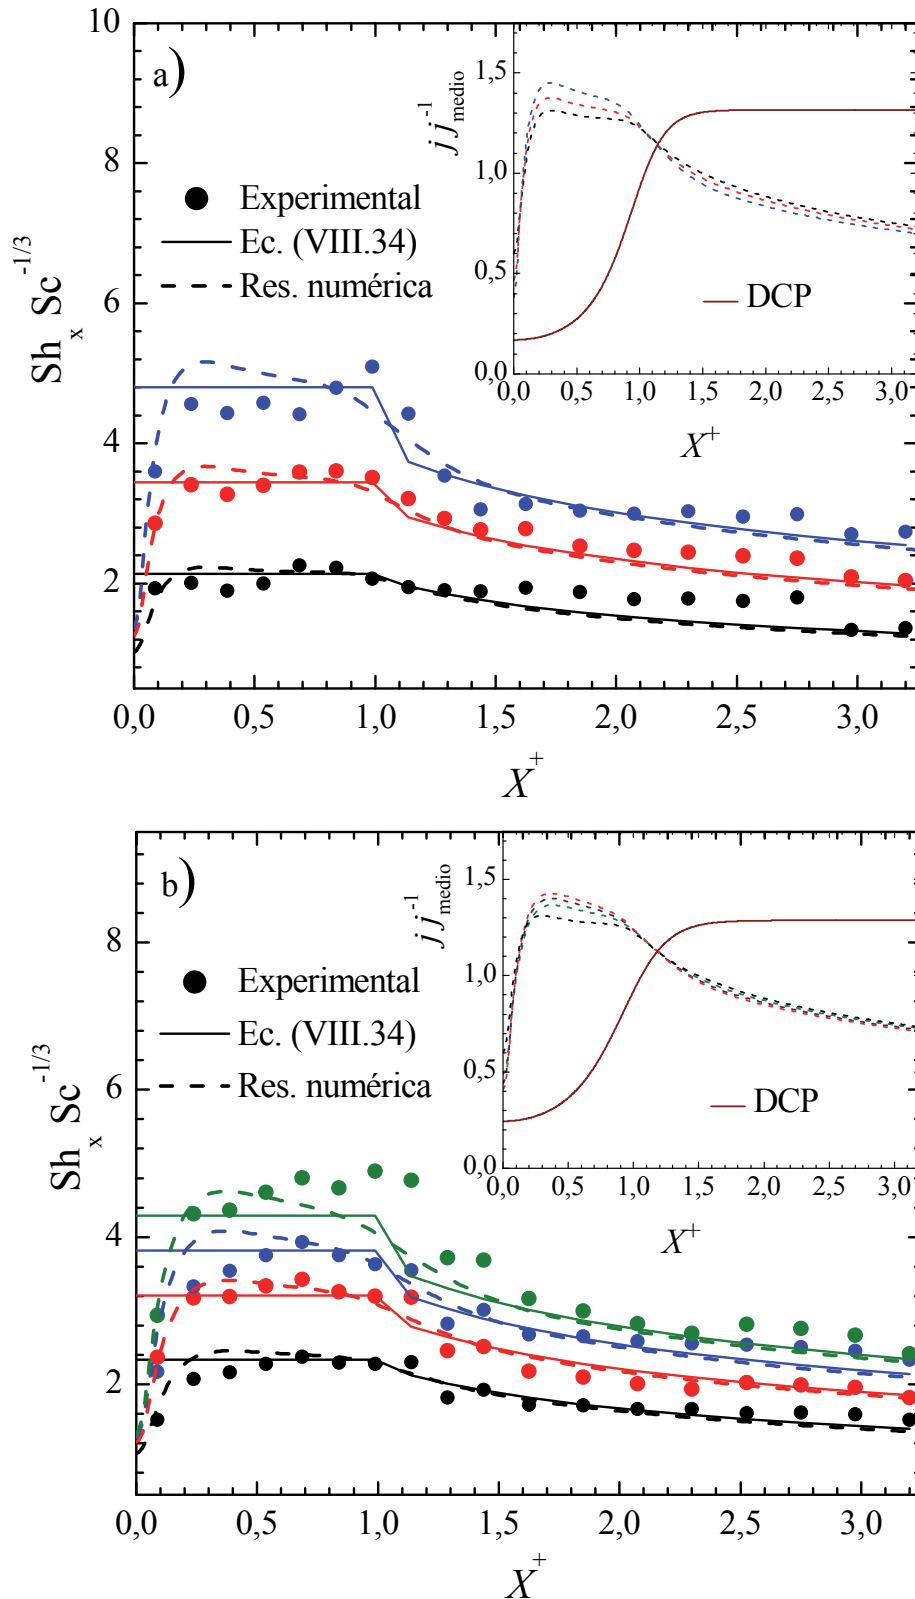 a)
10
8
6
4
2
Sh_x Sc^-1/3
Experimental
Ec. (VIII.34)
Res. numérica
0,0 0,5 1,0 1,5 2,0 2,5 3,0
X^+
j j^-1_medio
1,5
1,0
0,5
0,0
DCP
0,0 0,5 1,0 1,5 2,0 2,5 3,0
X^+
b)
8
6
4
2
Sh_x Sc^-1/3
Experimental
Ec. (VIII.34)
Res. numérica
0,0 0,5 1,0 1,5 2,0 2,5 3,0
X^+
j j^-1_medio
1,5
1,0
0,5
0,0
DCP
0,0 0,5 1,0 1,5 2,0 2,5 3,0
X^+